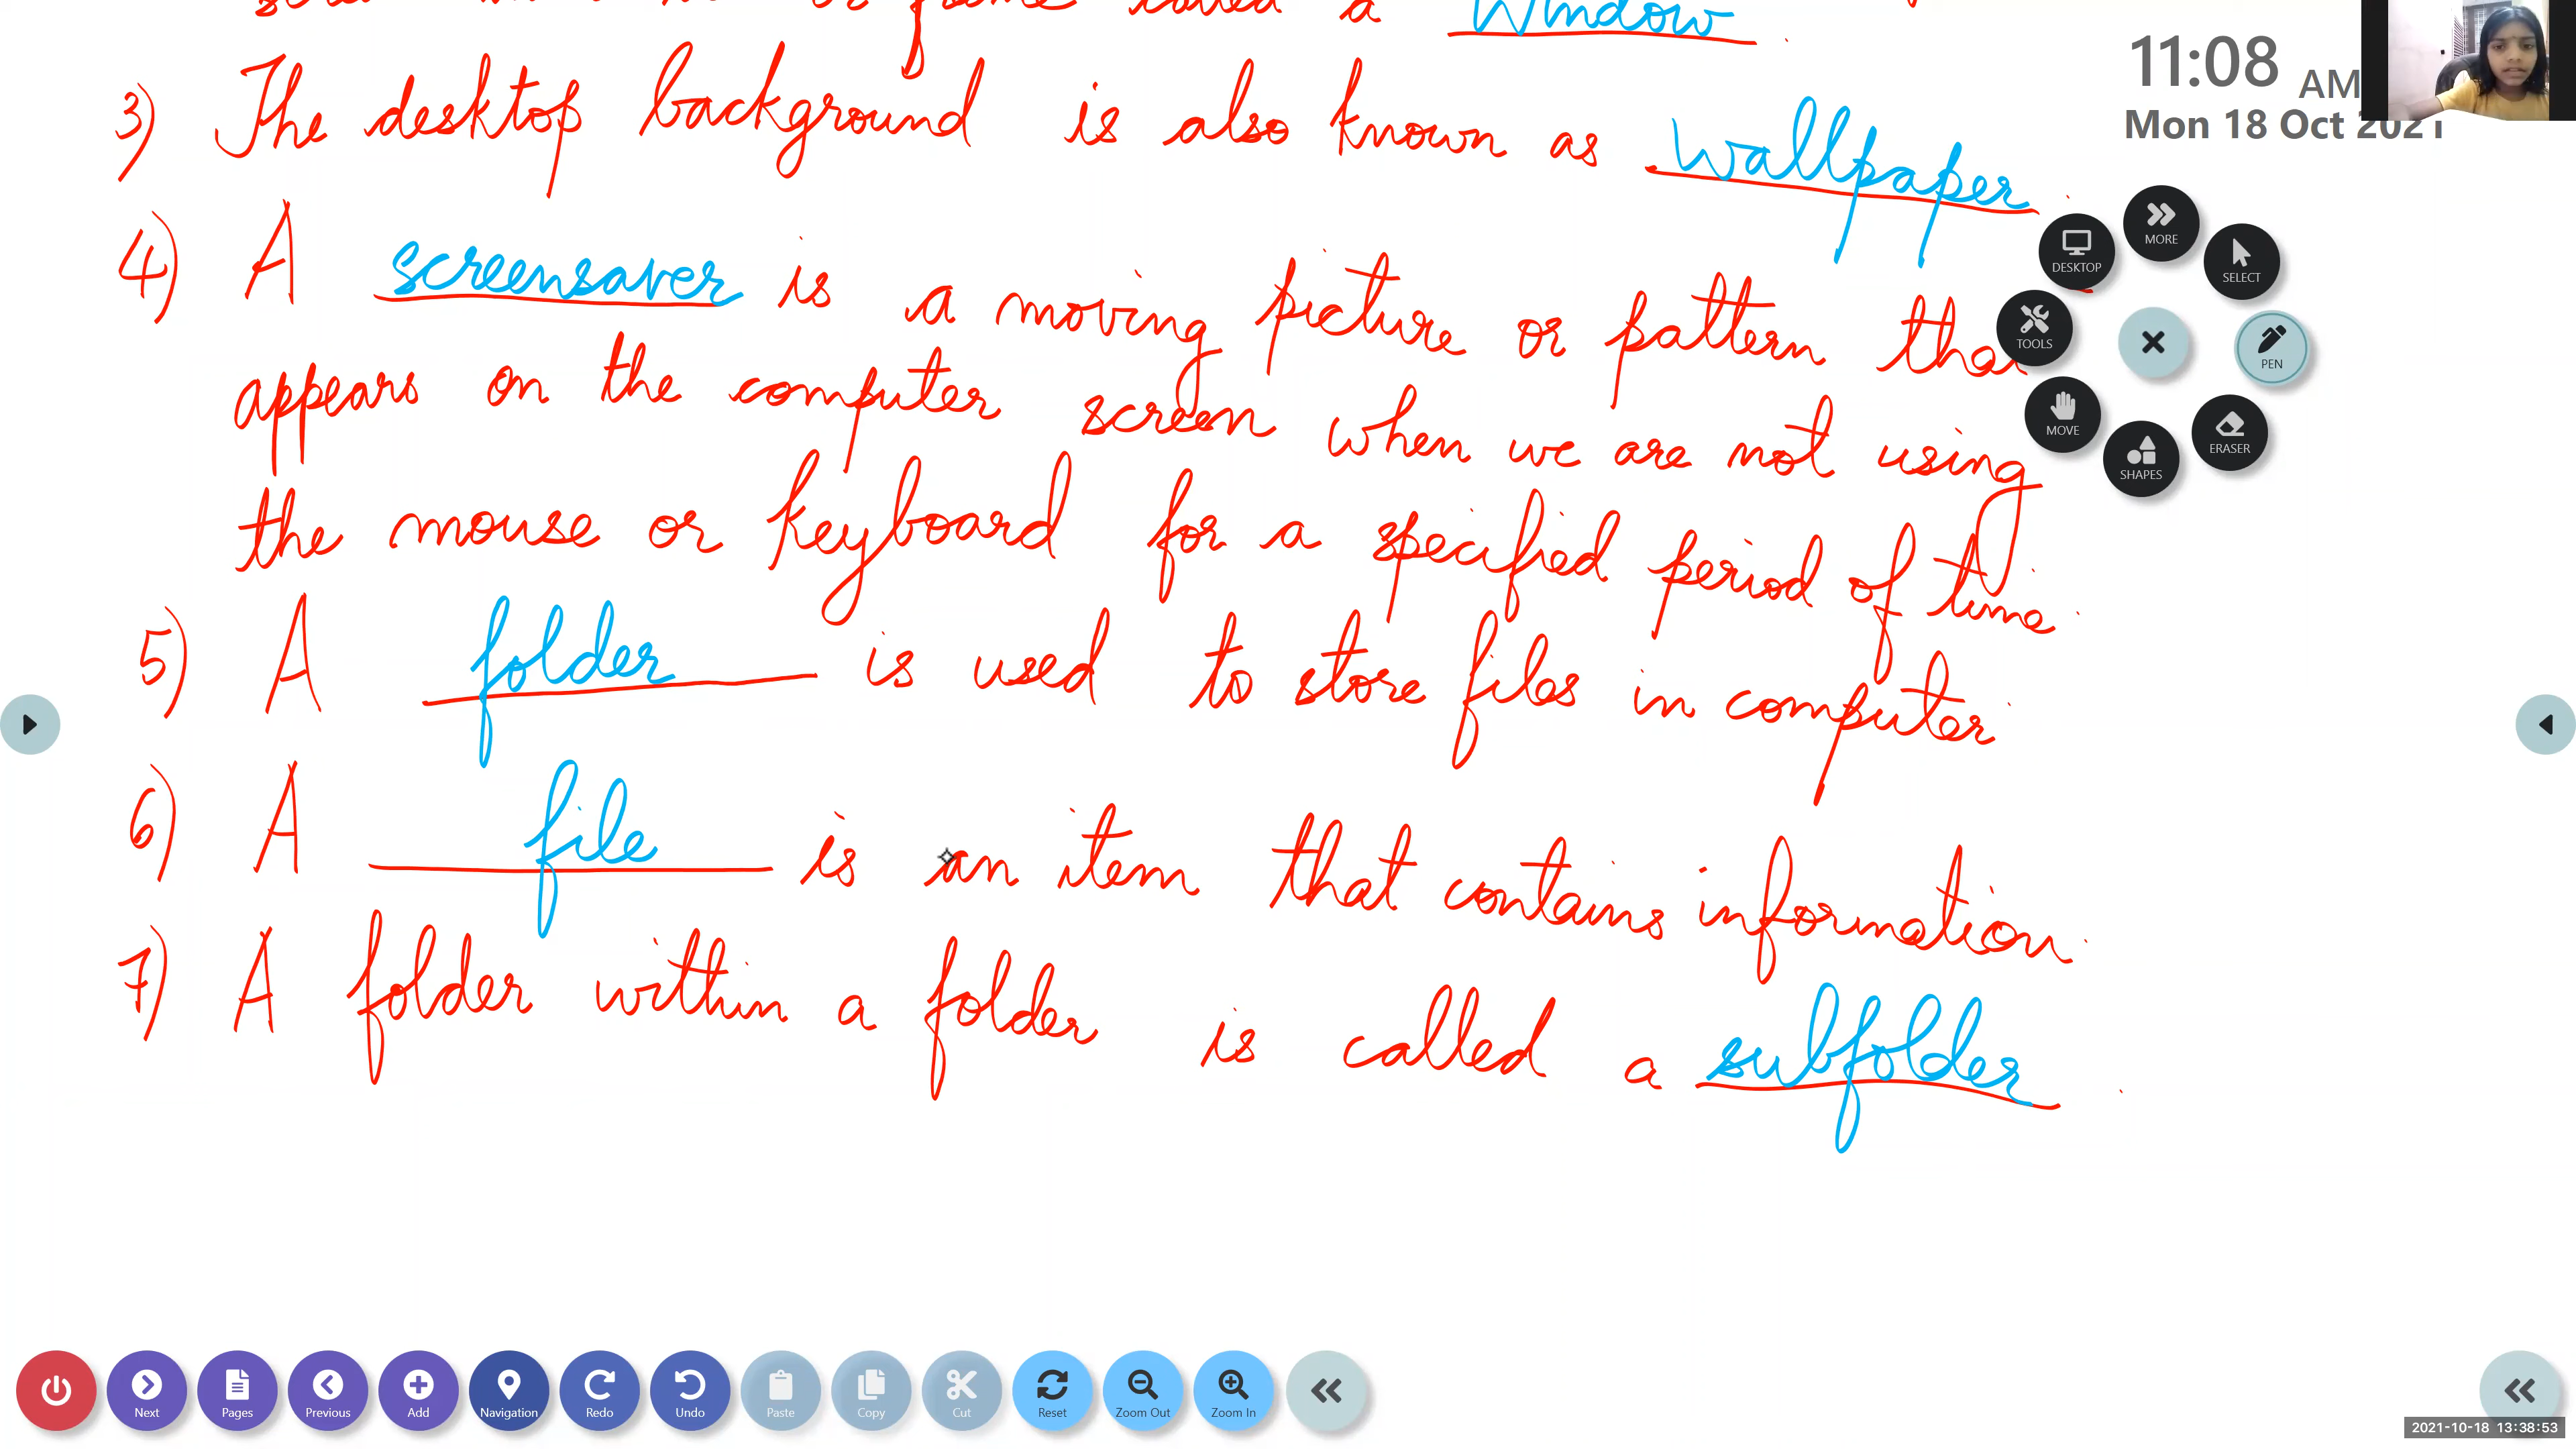 called a Window.
11:08 AM
Mon 18 Oct 2021
3) The desktop background is also known as wallpaper.
4) A screensaver is a moving picture or pattern
appears on the computer screen when we are not using
the mouse or keyboard for a specified period of time.
5) A folder is used to store files in computer.
6) A file is an item that contains information.
7) A folder within a folder is called a subfolder.
MORE
DESKTOP
SELECT
TOOLS
PEN
MOVE
ERASER
SHAPES
Next
Pages
Previous
Add
Navigation
Redo
Undo
Paste
Copy
Cut
Reset
Zoom Out
Zoom In
2021-10-18 13:38:53